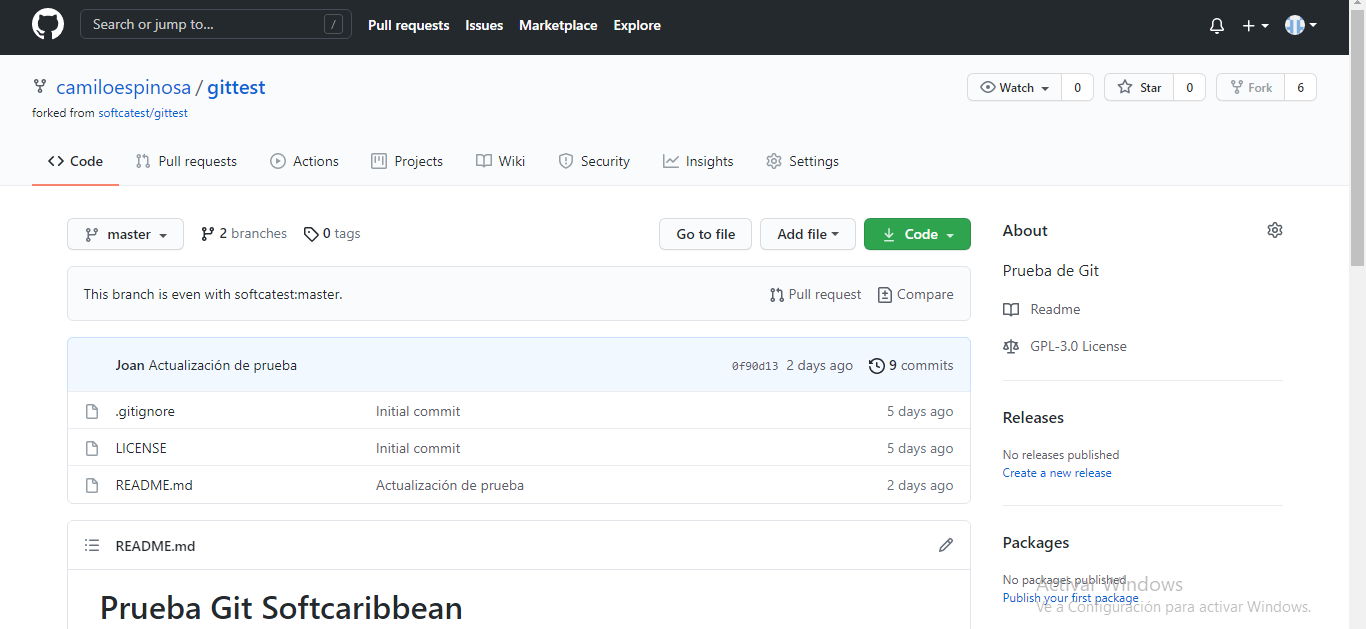 Search or jump to... /
Pull requests Issues Marketplace Explore
camiloespinosa / gittest
forked from softcatest/gittest
Watch 0 Star 0 Fork 6
Code Pull requests Actions Projects Wiki Security Insights Settings
master 2 branches 0 tags
Go to file Add file Code
This branch is even with softcatest:master.
Pull request Compare
Joan Actualización de prueba 0f90d13 2 days ago 9 commits
.gitignore Initial commit 5 days ago
LICENSE Initial commit 5 days ago
README.md Actualización de prueba 2 days ago
README.md
Prueba Git Softcaribbean
About
Prueba de Git
Readme
GPL-3.0 License
Releases
No releases published
Create a new release
Packages
No packages published
Publish your first package
Activar Windows
Ve a Configuración para activar Windows.